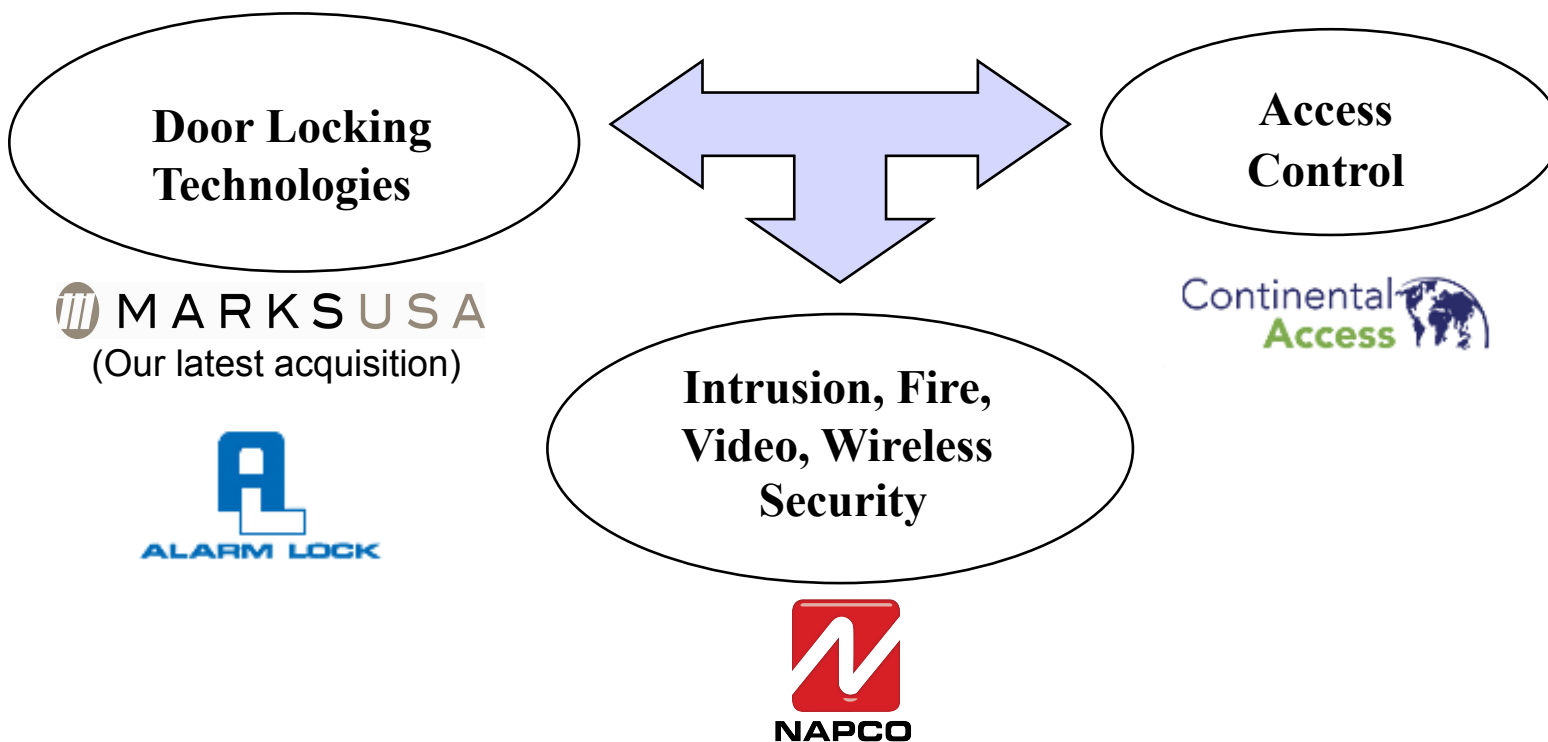 Door Locking
Technologies
Access
Control
MARKSUSA
(Our latest acquisition)
Continental
Access
Intrusion, Fire,
Video, Wireless
Security
AL
ALARM LOCK
N
NAPCO